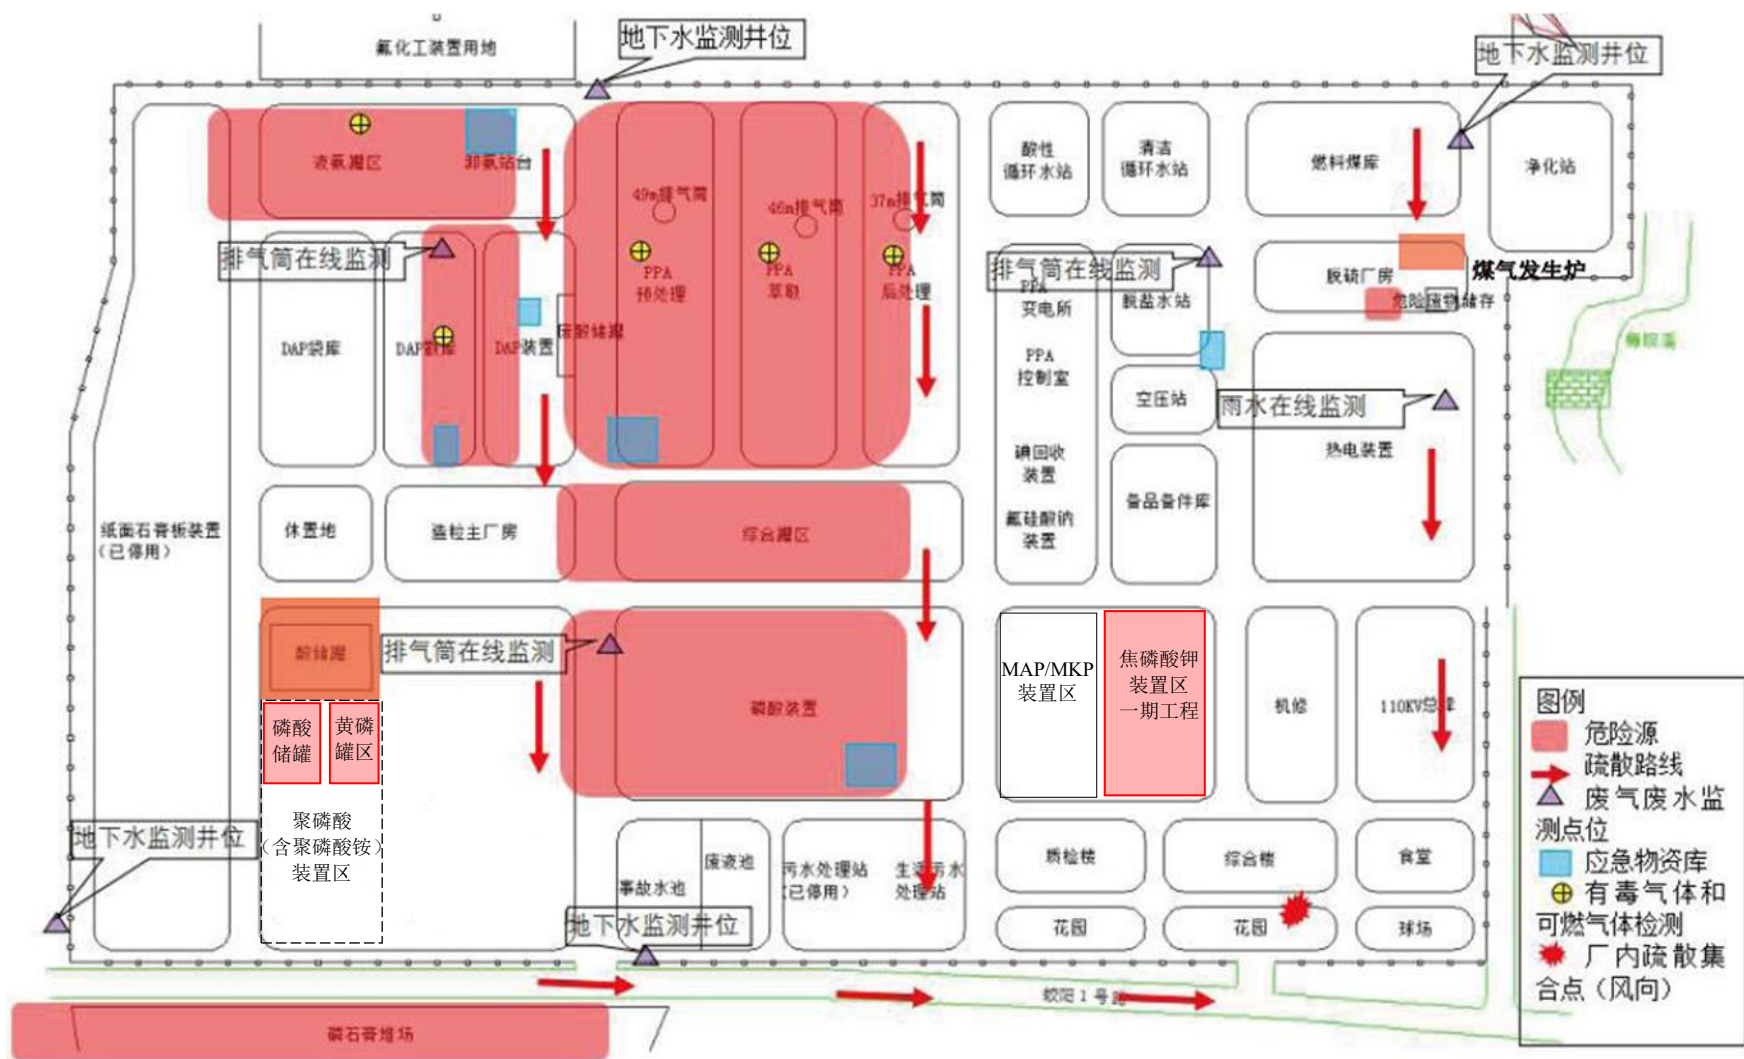 氟化工装置用地
地下水监测井位
地下水监测井位
液氨罐区
卸氨站台
49m排气筒
46m排气筒
37m排气筒
酸性
循环水站
清洁
循环水站
燃料煤库
净化站
排气筒在线监测
PPA
预处理
PPA
萃取
PPA
后处理
排气筒在线监测
PPA
变电所
脱盐水站
脱硫厂房
煤气发生炉
危险废物储存
DAP袋库
DAP散库
DAP装置
废酸储罐
PPA
控制室
空压站
雨水在线监测
热电装置
碘回收
装置
备品备件库
氟硅酸钠
装置
纸面石膏板装置
(已停用)
休置地
造粒主厂房
综合罐区
酸储罐
排气筒在线监测
磷酸装置
MAP/MKP
装置区
焦磷酸钾
装置区
一期工程
机修
110KV总
磷酸
储罐
黄磷
罐区
聚磷酸
（含聚磷酸铵）
装置区
地下水监测井位
事故水池
废液池
污水处理站
(已停用)
生活污水
处理站
质检楼
综合楼
食堂
地下水监测井位
花园
花园
球场
绞阳1号路
磷石膏堆场
图例
危险源
疏散路线
废气废水监
测点位
应急物资库
有毒气体和
可燃气体检测
厂内疏散集
合点（风向）